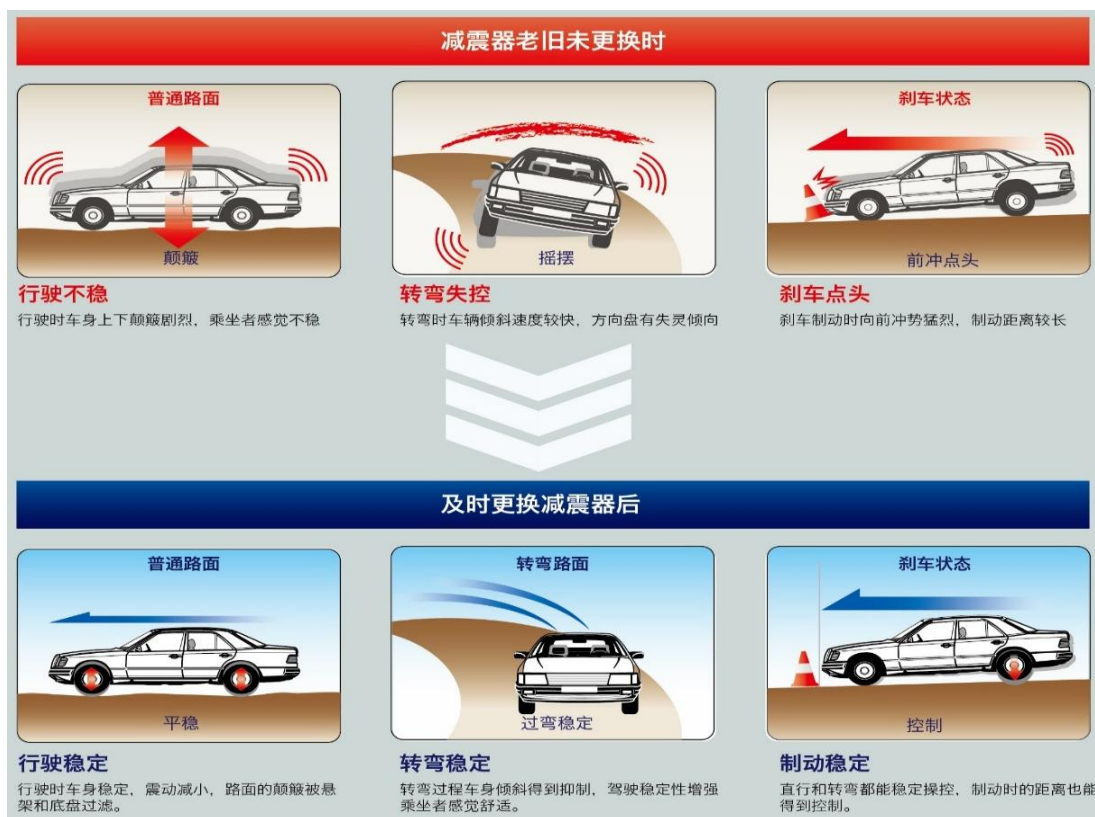 减震器老旧未更换时
普通路面
颠簸
摇摆
刹车状态
前冲点头
行驶不稳
行驶时车身上下颠簸剧烈，乘坐者感觉不稳
转弯失控
转弯时车辆倾斜速度较快，方向盘有失灵倾向
刹车点头
刹车制动时向前冲势猛烈，制动距离较长
及时更换减震器后
普通路面
平稳
转弯路面
过弯稳定
刹车状态
控制
行驶稳定
行驶时车身稳定，震动减小，路面的颠簸被悬
架和底盘过滤。
转弯稳定
转弯过程车身倾斜得到抑制，驾驶稳定性增强
乘坐者感觉舒适。
制动稳定
直行和转弯都能稳定操控，制动时的距离也能
得到控制。